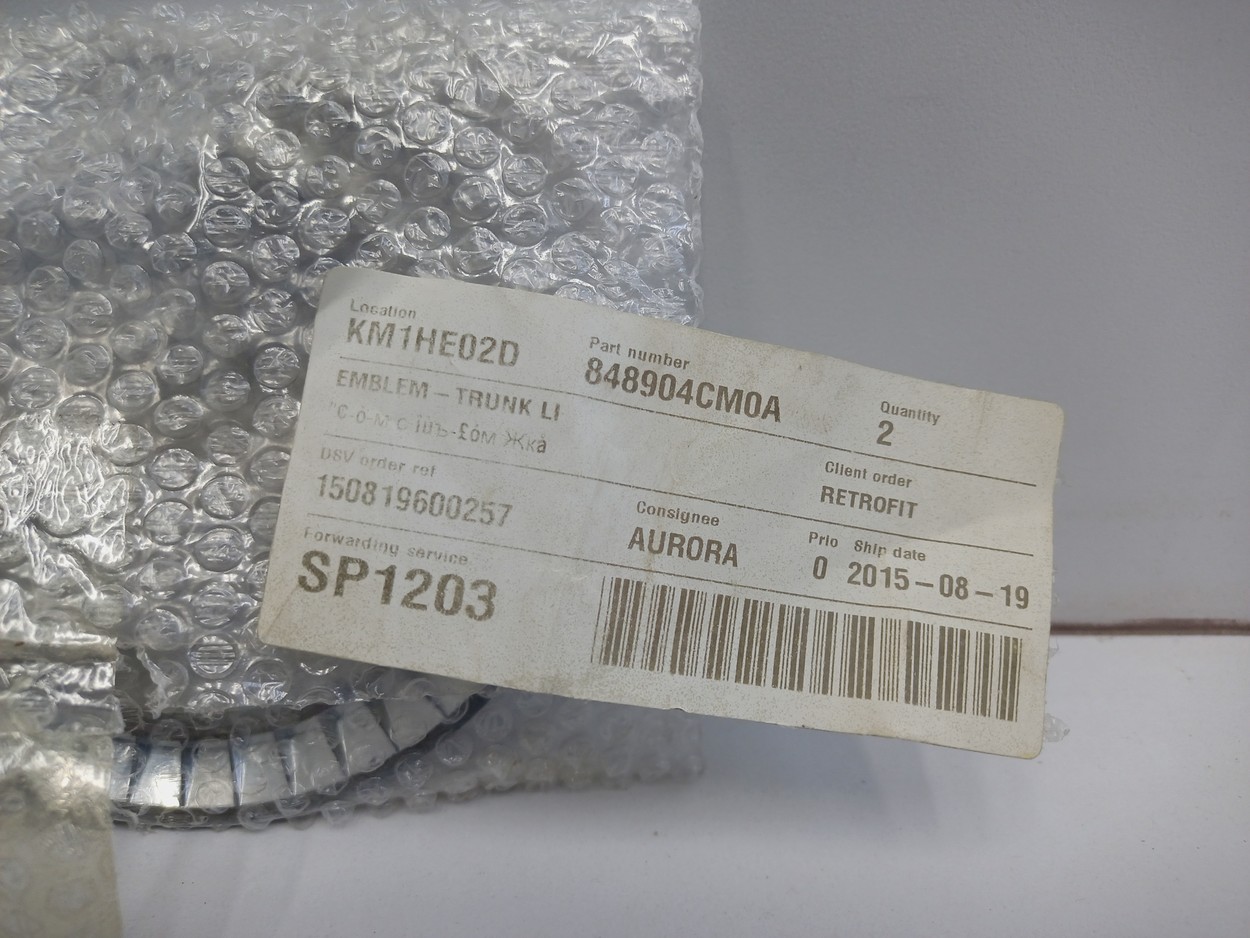 Location
KM1HE02D
Part number
848904CM0A
Quantity
2
EMBLEM – TRUNK LI
Client order
RETROFIT
DSV order ref
150819600257
Consignee
AURORA
Prio
0
Ship date
2015–08–19
Forwarding service
SP1203